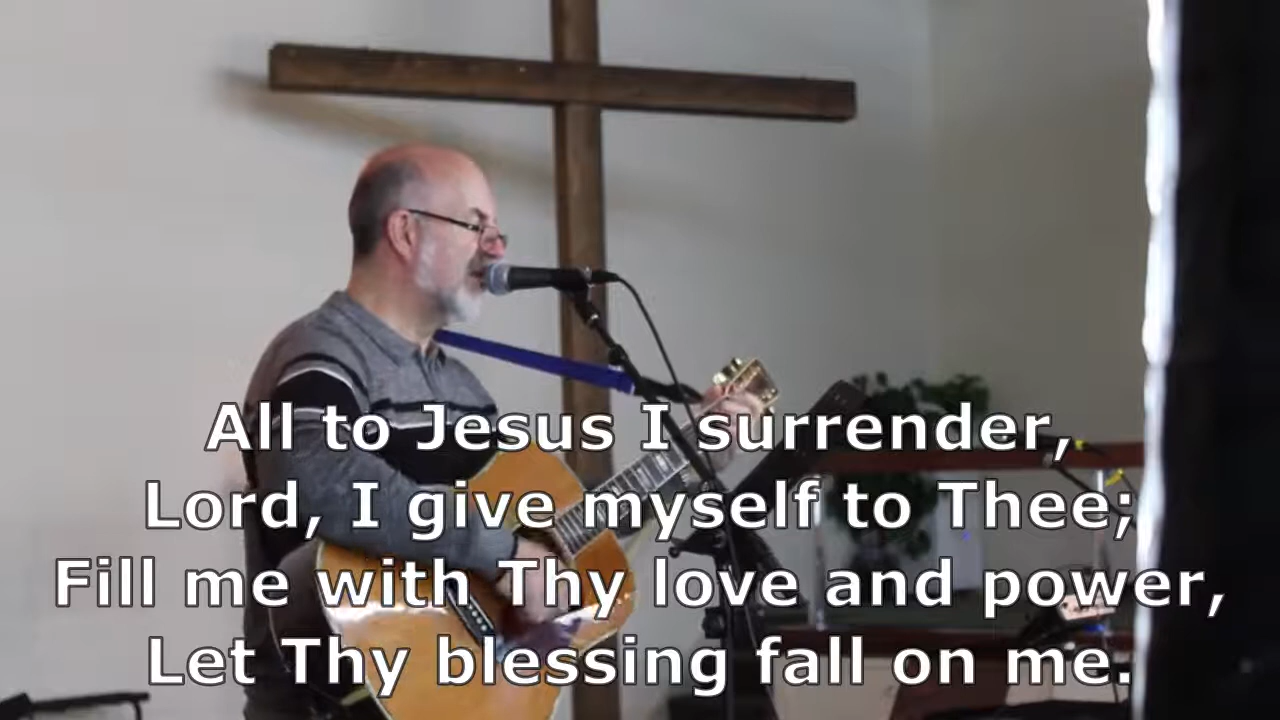 All to Jesus I surrender,
Lord, I give myself to Thee;
Fill me with Thy love and power,
Let Thy blessing fall on me.